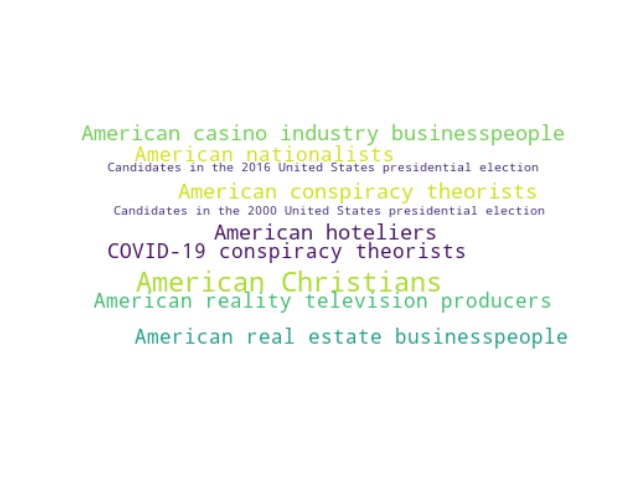 American casino industry businesspeople
American nationalists
Candidates in the 2016 United States presidential election
American conspiracy theorists
Candidates in the 2000 United States presidential election
American hoteliers
COVID-19 conspiracy theorists
American Christians
American reality television producers
American real estate businesspeople